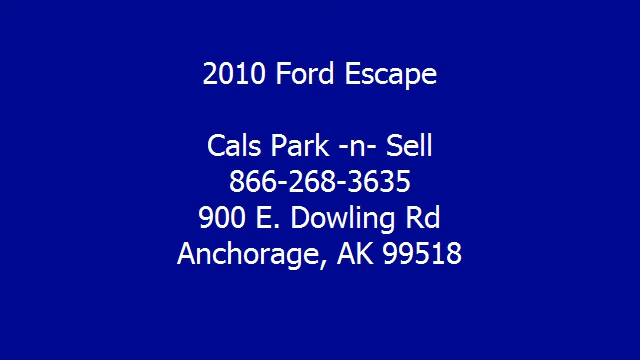 2010 Ford Escape
Cals Park -n- Sell
866-268-3635
900 E. Dowling Rd
Anchorage, AK 99518